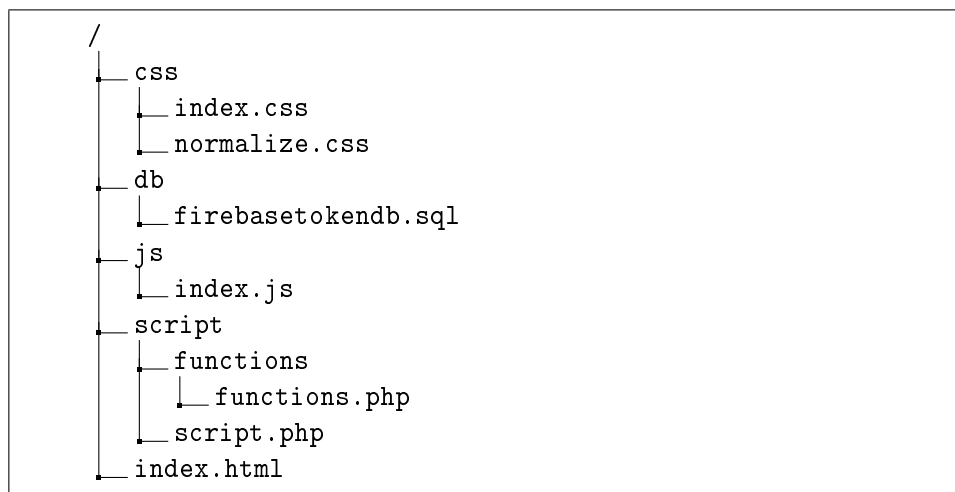 /
css
index.css
normalize.css
db
firebasetokendb.sql
js
index.js
script
functions
functions.php
script.php
index.html